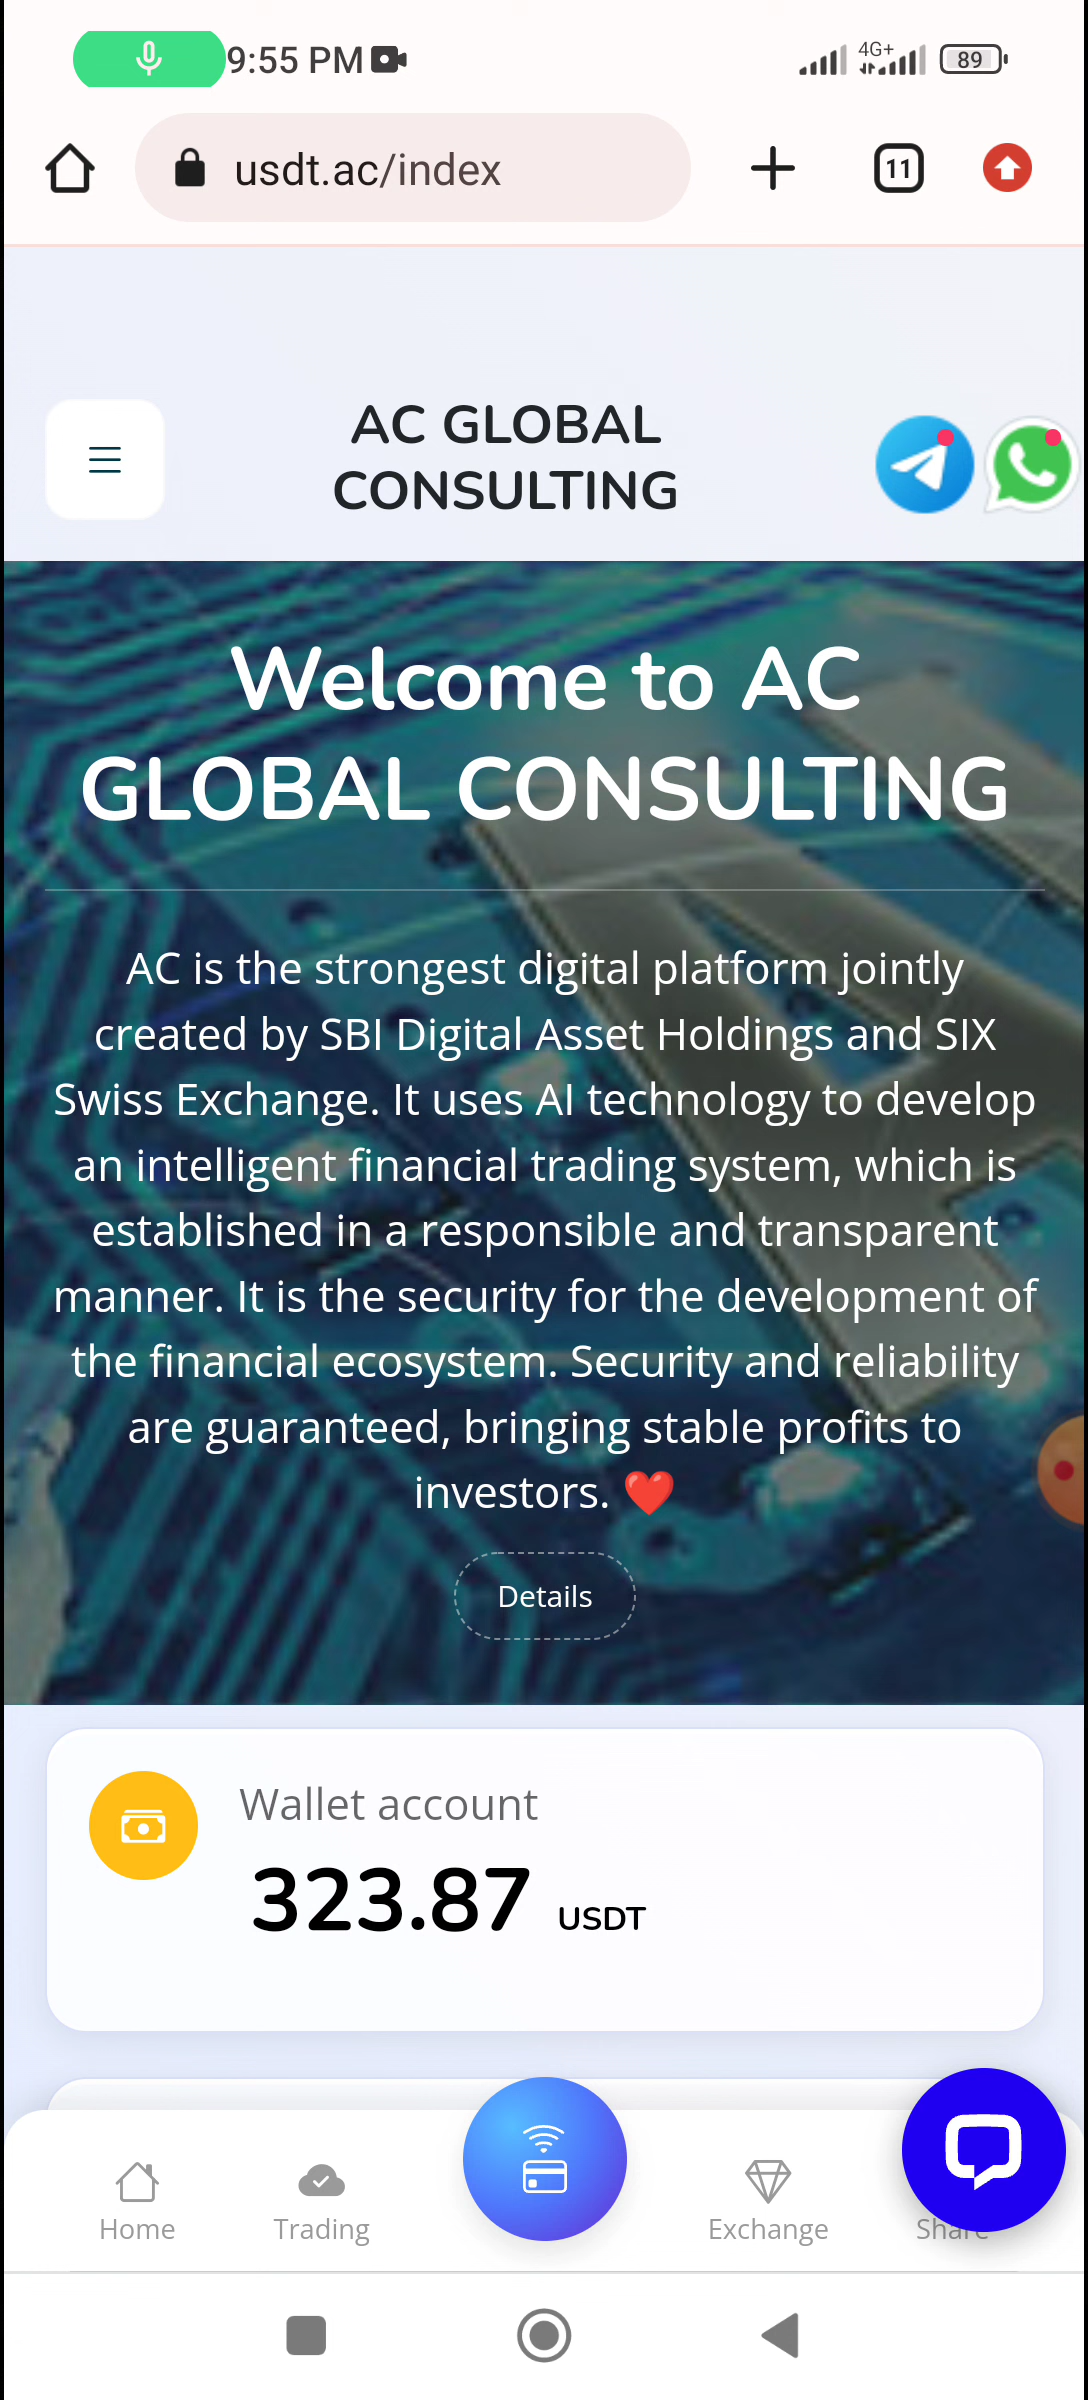 9:55 PM
4G+
89
usdt.ac/index
11
AC GLOBAL
CONSULTING
Welcome to AC
GLOBAL CONSULTING
AC is the strongest digital platform jointly
created by SBI Digital Asset Holdings and SIX
Swiss Exchange. It uses AI technology to develop
an intelligent financial trading system, which is
established in a responsible and transparent
manner. It is the security for the development of
the financial ecosystem. Security and reliability
are guaranteed, bringing stable profits to
investors. ❤️
Details
Wallet account
323.87 USDT
Home
Trading
Exchange
Share